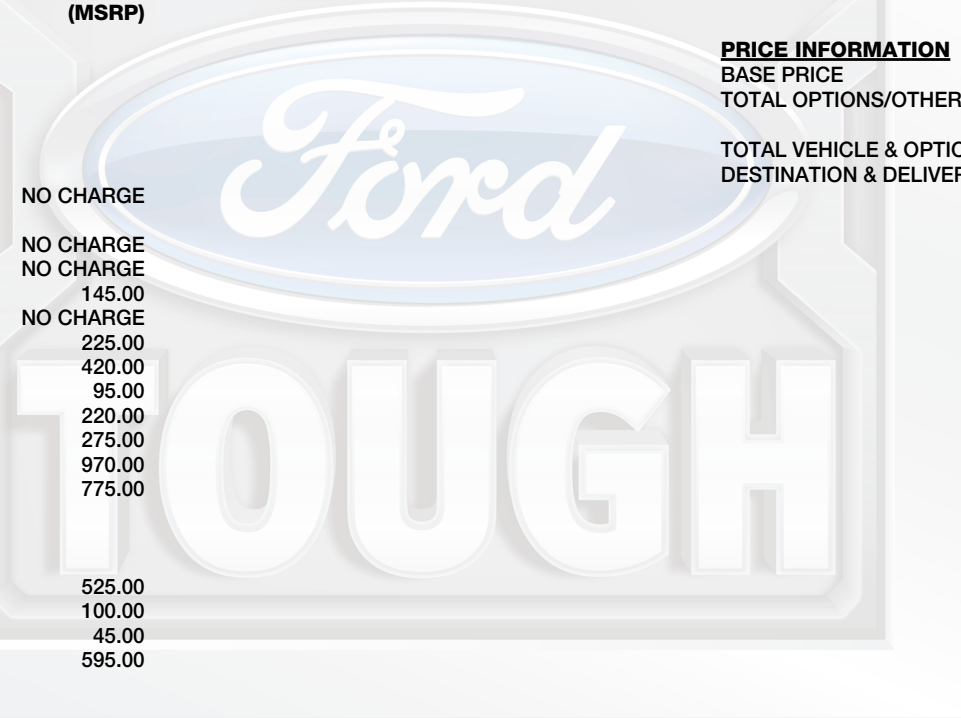 (MSRP)
NO CHARGE
NO CHARGE
NO CHARGE
145.00
NO CHARGE
225.00
420.00
95.00
220.00
275.00
970.00
775.00
525.00
100.00
45.00
595.00
PRICE INFORMATION
BASE PRICE
TOTAL OPTIONS/OTHER
TOTAL VEHICLE & OPTIO
DESTINATION & DELIVER
Ford
TOUGH